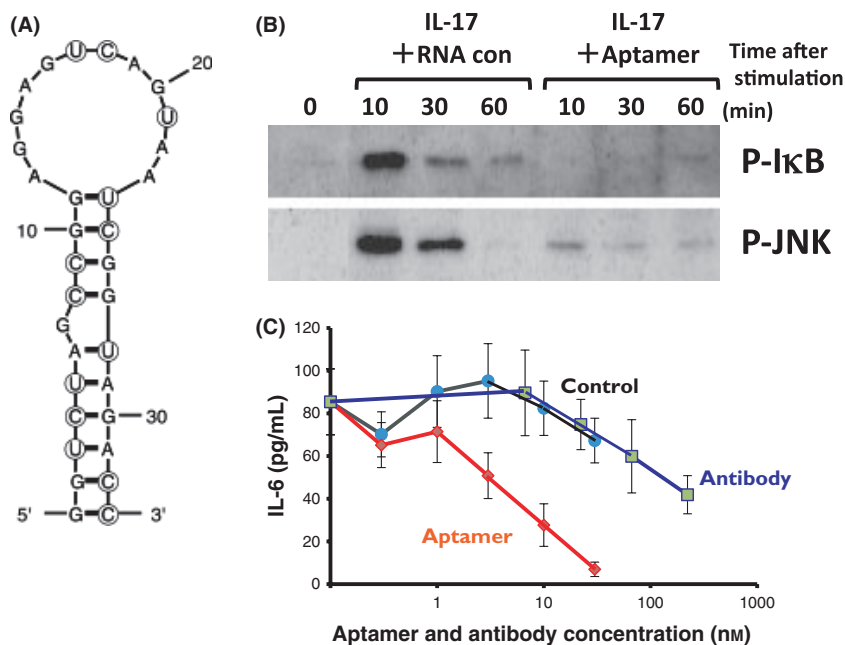 (A)
5' G G U C U A G C C G G A G G A G U C A G U A A U C G G U A G A C C 3'
10
20
30
(B)
IL-17 IL-17
+RNA con +Aptamer
Time after
stimulation
(min)
0 10 30 60 10 30 60
P-IκB
P-JNK
(C)
120
100
80
60
40
20
0
IL-6 (pg/mL)
Control
Antibody
Aptamer
1 10 100 1000
Aptamer and antibody concentration (nM)